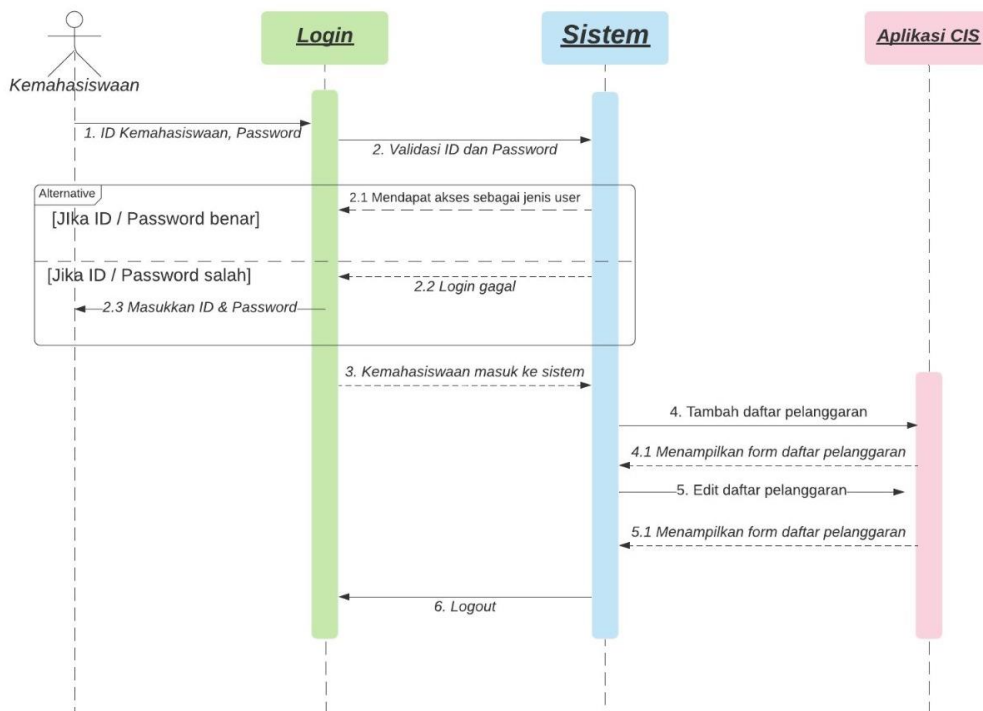 Kemahasiswaan
Login
Sistem
Aplikasi CIS
1. ID Kemahasiswaan, Password
2. Validasi ID dan Password
Alternative
2.1 Mendapat akses sebagai jenis user
[JIka ID / Password benar]
[Jika ID / Password salah]
2.2 Login gagal
2.3 Masukkan ID & Password
3. Kemahasiswaan masuk ke sistem
4. Tambah daftar pelanggaran
4.1 Menampilkan form daftar pelanggaran
5. Edit daftar pelanggaran
5.1 Menampilkan form daftar pelanggaran
6. Logout